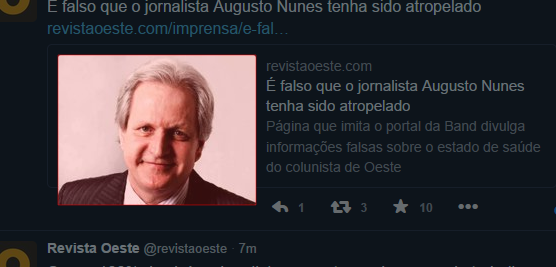 É falso que o jornalista Augusto Nunes tenha sido atropelado
revistaoeste.com/imprensa/e-fal...
revistaoeste.com
É falso que o jornalista Augusto Nunes
tenha sido atropelado
Página que imita o portal da Band divulga
informações falsas sobre o estado de saúde
do colunista de Oeste
1 3 10
Revista Oeste @revistaoeste · 7m